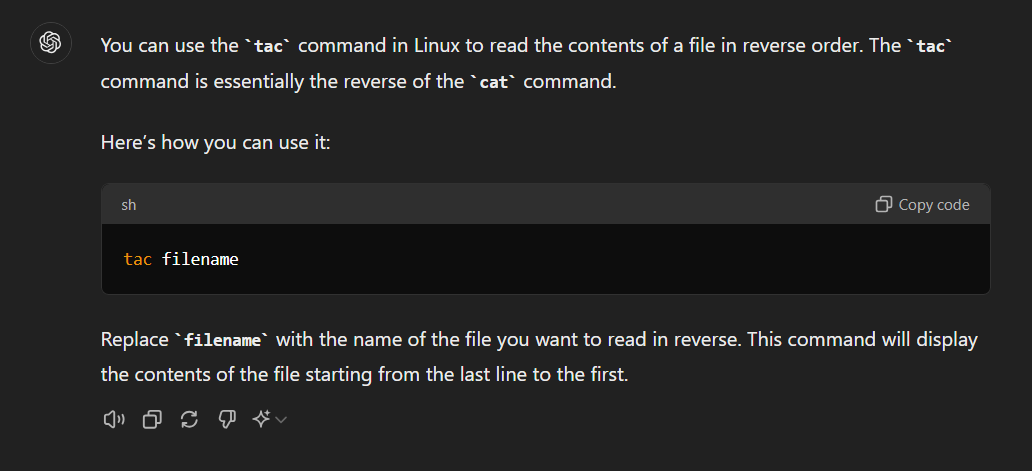 You can use the `tac` command in Linux to read the contents of a file in reverse order. The `tac`
command is essentially the reverse of the `cat` command.
Here’s how you can use it:
sh
Copy code
tac filename
Replace `filename` with the name of the file you want to read in reverse. This command will display
the contents of the file starting from the last line to the first.